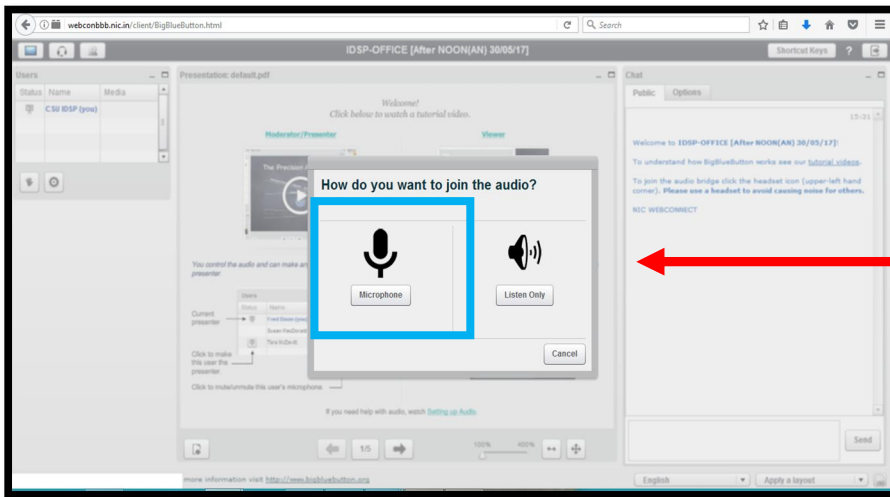 webconbbb.nic.in/client/BigBlueButton.html
Search
IDSP-OFFICE [After NOON(AN) 30/05/17]
Shortcut Keys
?
Users
Status Name Media
CSU IDSP (you)
Presentation: default.pdf
Welcome!
Click below to watch a tutorial video.
Moderator/Presenter
Viewer
How do you want to join the audio?
Microphone
Listen Only
Cancel
You control the audio and can make an
presenter
Users
Status Name
Current
presenter
Click to make
this user the
presenter.
Click to mute/unmute this user's microphone.
If you need help with audio, watch Setting up Audio.
1/5
100% 400%
Chat
Public Options
15:31
Welcome to IDSP-OFFICE [After NOON(AN) 30/05/17]!
To understand how BigBlueButton works see our tutorial videos.
To join the audio bridge click the headset icon (upper-left hand
corner). Please use a headset to avoid causing noise for others.
NIC WEBCONNECT
Send
more information visit http://www.bigbluebutton.org
English
Apply a layout